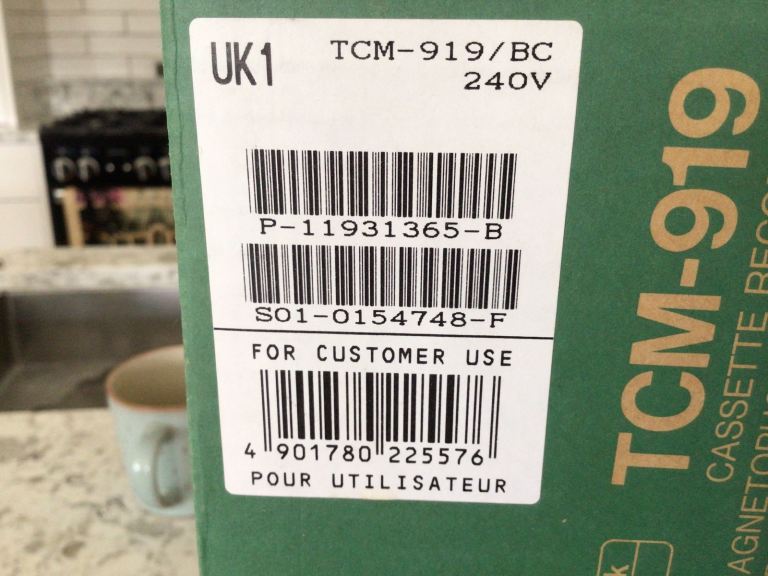 UK1
TCM-919/BC
240V
P-11931365-B
S01-0154748-F
FOR CUSTOMER USE
4 901780 225576
POUR UTILISATEUR
TCM-919
CASSETTE